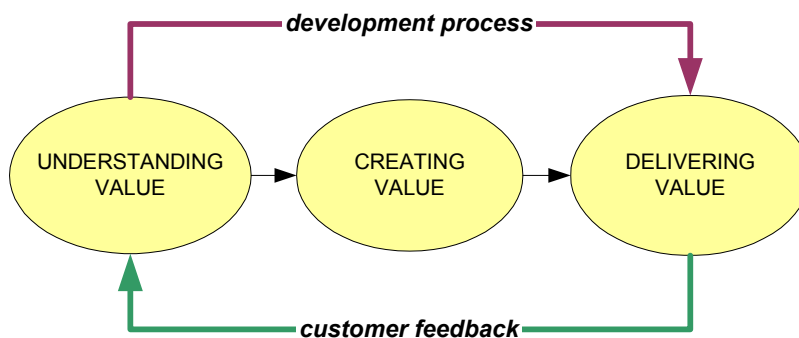 development process
UNDERSTANDING
VALUE
CREATING
VALUE
DELIVERING
VALUE
customer feedback